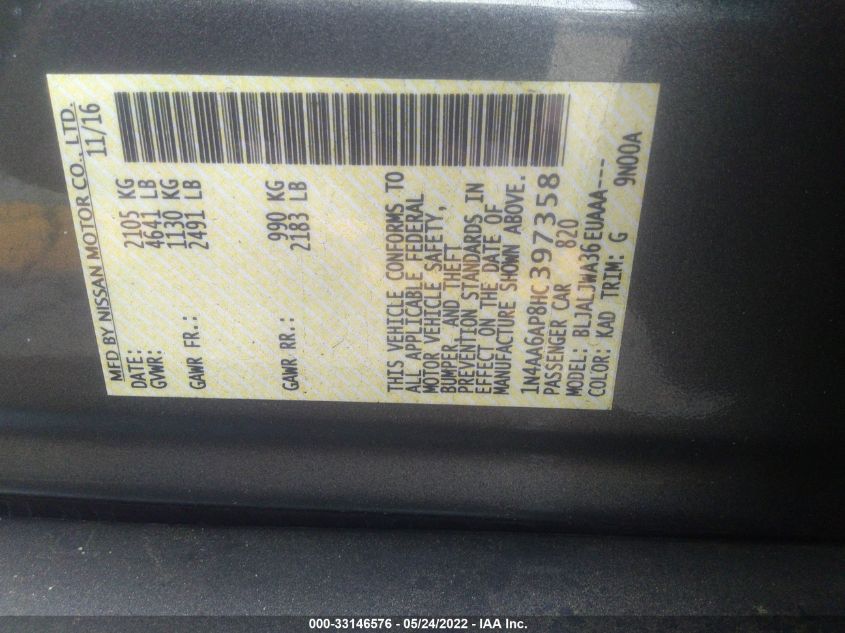 MFD BY NISSAN MOTOR CO., LTD.
DATE: 11/16
GVWR: 2105 KG
4641 LB
GAWR FR.: 1130 KG
2491 LB
GAWR RR.: 990 KG
2183 LB
THIS VEHICLE CONFORMS TO
ALL APPLICABLE FEDERAL
MOTOR VEHICLE SAFETY,
BUMPER, AND THEFT
PREVENTION STANDARDS IN
EFFECT ON THE DATE OF
MANUFACTURE SHOWN ABOVE.
1N4AA6AP8HC397358
PASSENGER CAR 820
MODEL: BLJALJWA36EUAAA---
COLOR: KAD TRIM: G 9N00A
000-33146576 - 05/24/2022 - IAA Inc.